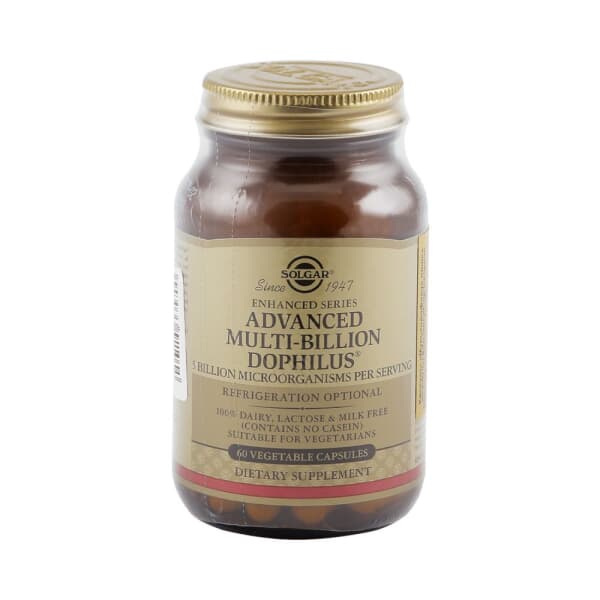 SOLGAR®
Since 1947
ENHANCED SERIES
ADVANCED
MULTI-BILLION
DOPHILUS®
5 BILLION MICROORGANISMS PER SERVING
REFRIGERATION OPTIONAL
100% DAIRY, LACTOSE & MILK FREE
(CONTAINS NO CASEIN)
SUITABLE FOR VEGETARIANS
60 VEGETABLE CAPSULES
DIETARY SUPPLEMENT